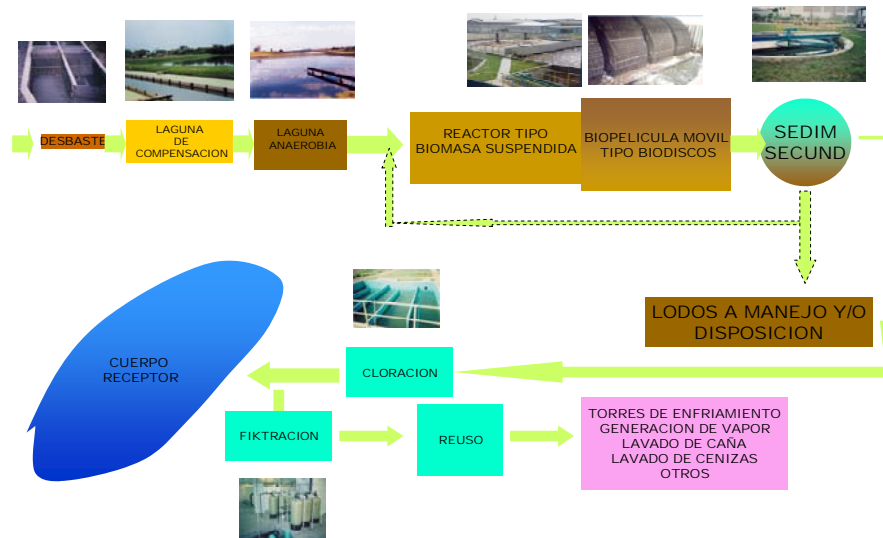 DESBASTE
LAGUNA
DE
COMPENSACION
LAGUNA
ANAEROBIA
REACTOR TIPO
BIOMASA SUSPENDIDA
BIOPELICULA MOVIL
TIPO BIODISCOS
SEDIM
SECUND
LODOS A MANEJO Y/O
DISPOSICION
CUERPO
RECEPTOR
CLORACION
FIKTRACION
REUSO
TORRES DE ENFRIAMIENTO
GENERACION DE VAPOR
LAVADO DE CAÑA
LAVADO DE CENIZAS
OTROS